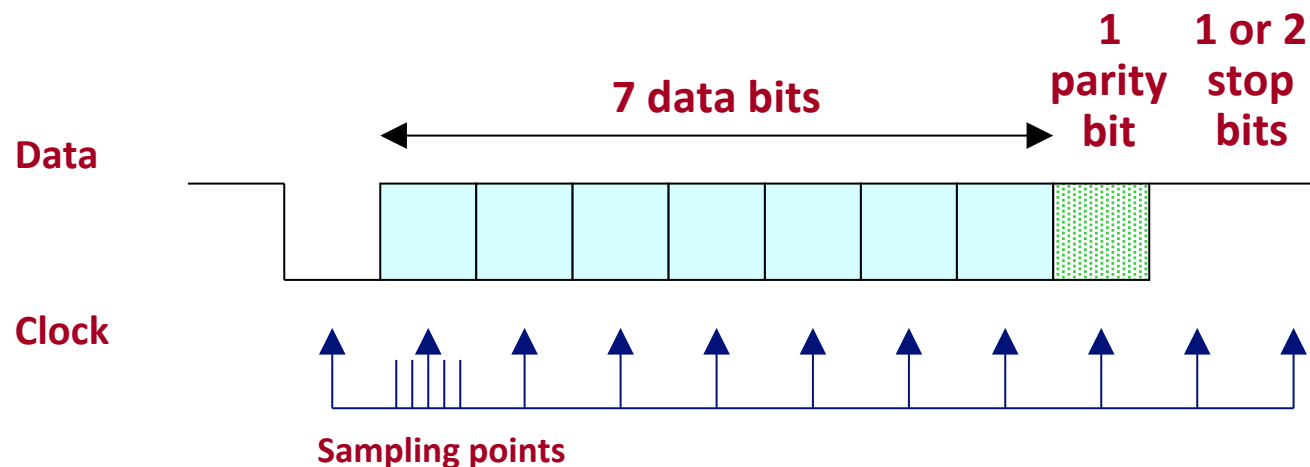 7 data bits
1
parity
bit
1 or 2
stop
bits
Data
Clock
Sampling points